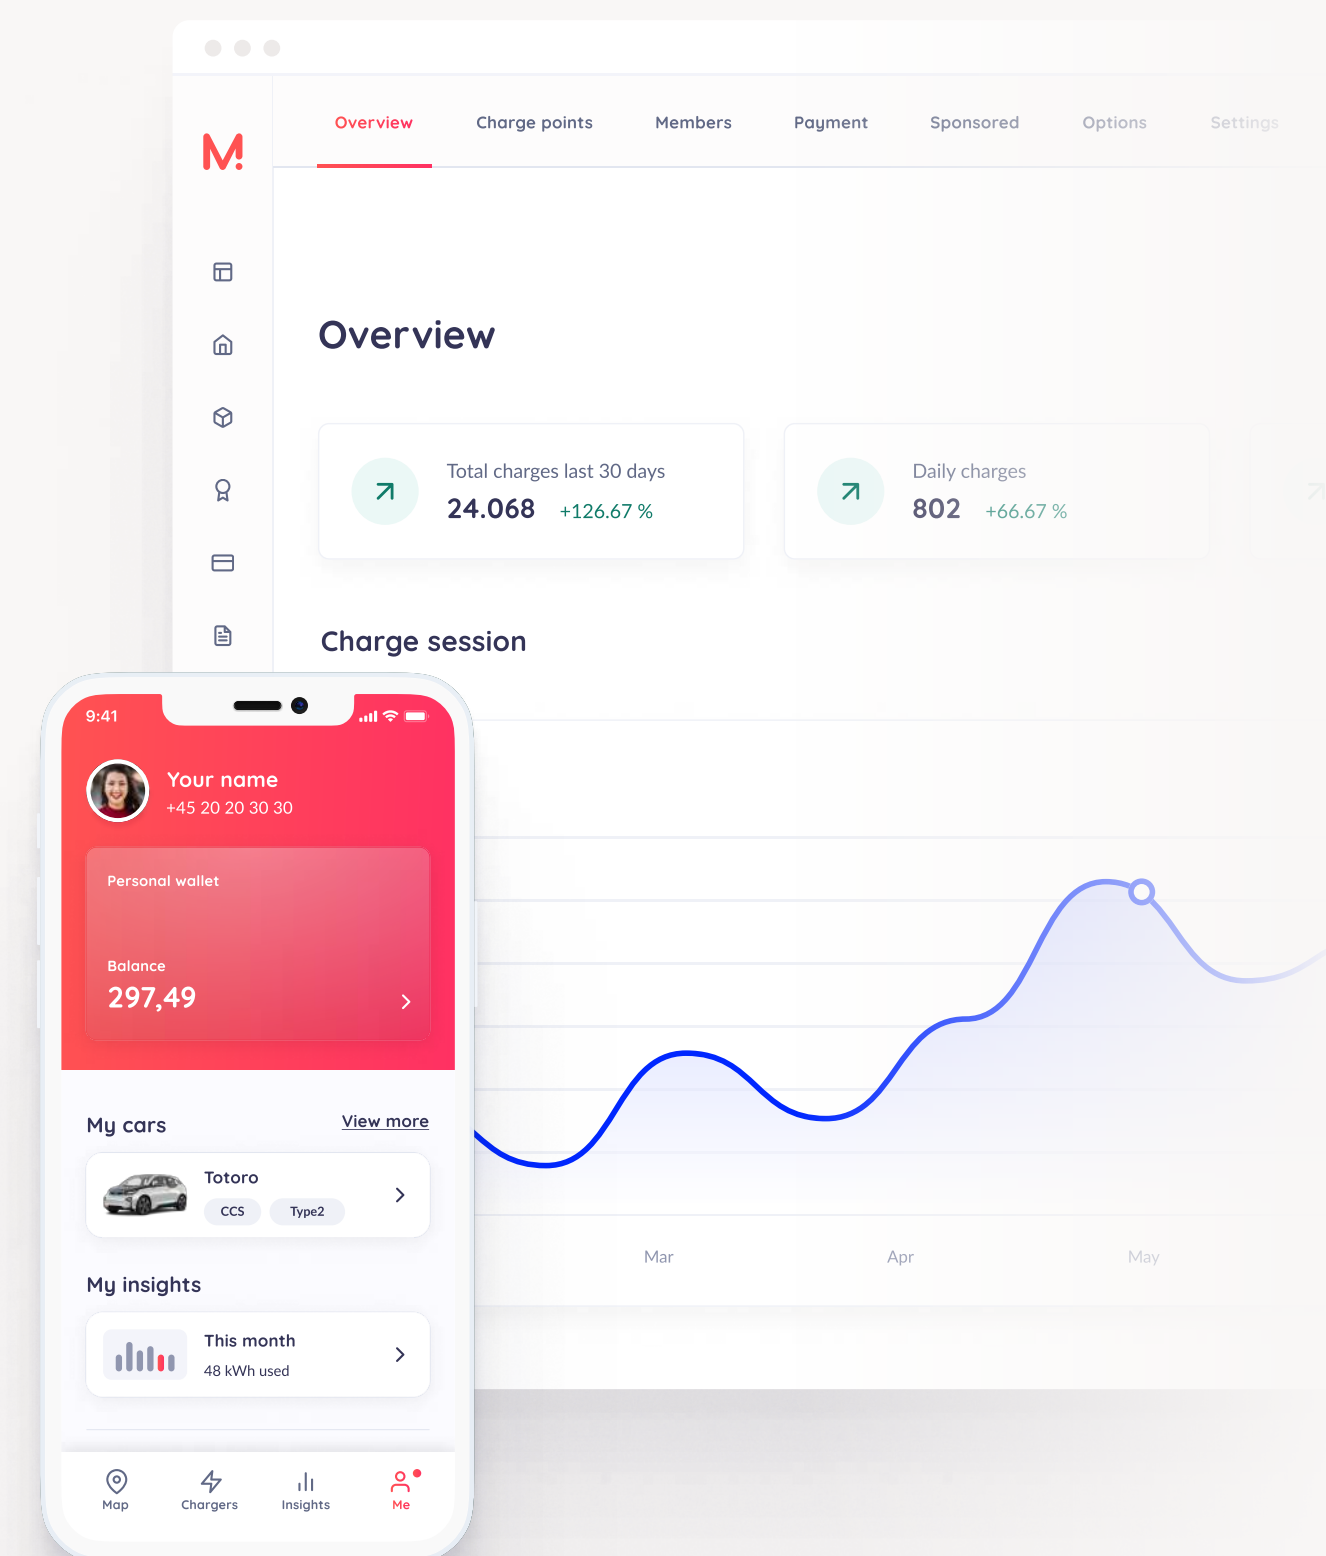 Overview
Charge points
Members
Payment
Sponsored
Options
Settings
M
Overview
Total charges last 30 days
24.068 +126.67 %
Daily charges
802 +66.67 %
Charge session
Mar
Apr
May
9:41
Your name
+45 20 20 30 30
Personal wallet
Balance
297,49
My cars
View more
Totoro
CCS
Type2
My insights
This month
48 kWh used
Map
Chargers
Insights
Me